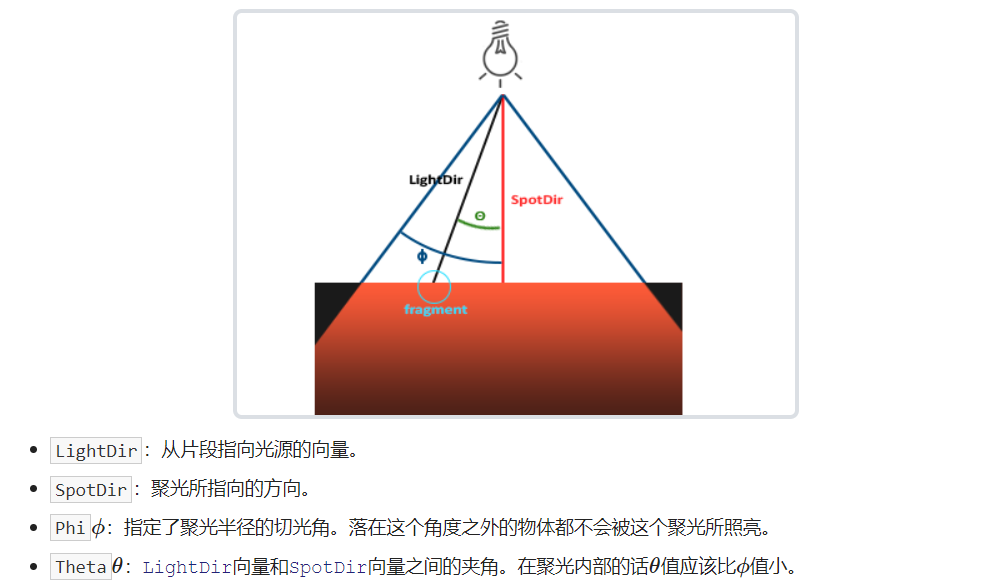 LightDir
SpotDir
Θ
ϕ
fragment
LightDir：从片段指向光源的向量。
SpotDir：聚光所指向的方向。
Phiϕ：指定了聚光半径的切光角。落在这个角度之外的物体都不会被这个聚光所照亮。
Thetaθ：LightDir向量和SpotDir向量之间的夹角。在聚光内部的话θ值应该比ϕ值小。